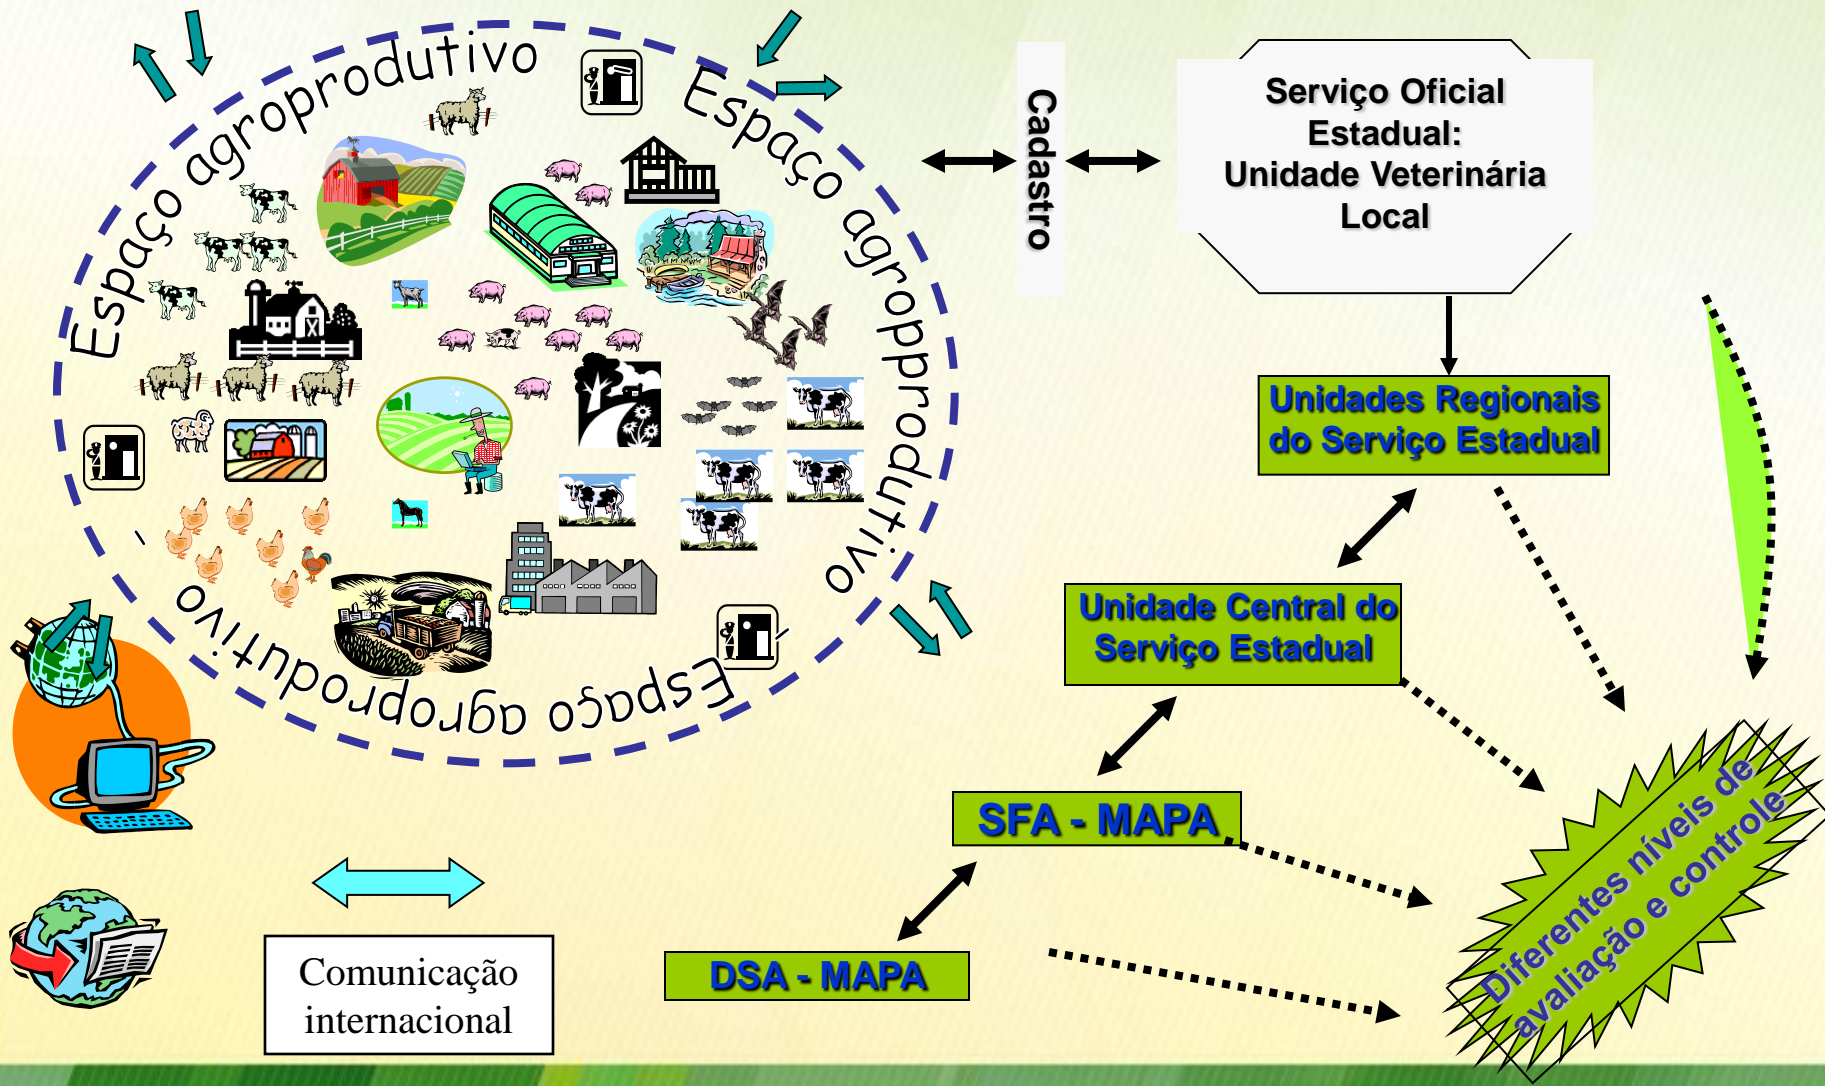 Espaço agroprodutivo
Espaço agropprodutivo
Espaço agroprodutivo
Cadastro
Serviço Oficial
Estadual:
Unidade Veterinária
Local
Unidades Regionais
do Serviço Estadual
Unidade Central do
Serviço Estadual
SFA - MAPA
DSA - MAPA
Diferentes níveis de
avaliação e controle
Comunicação
internacional